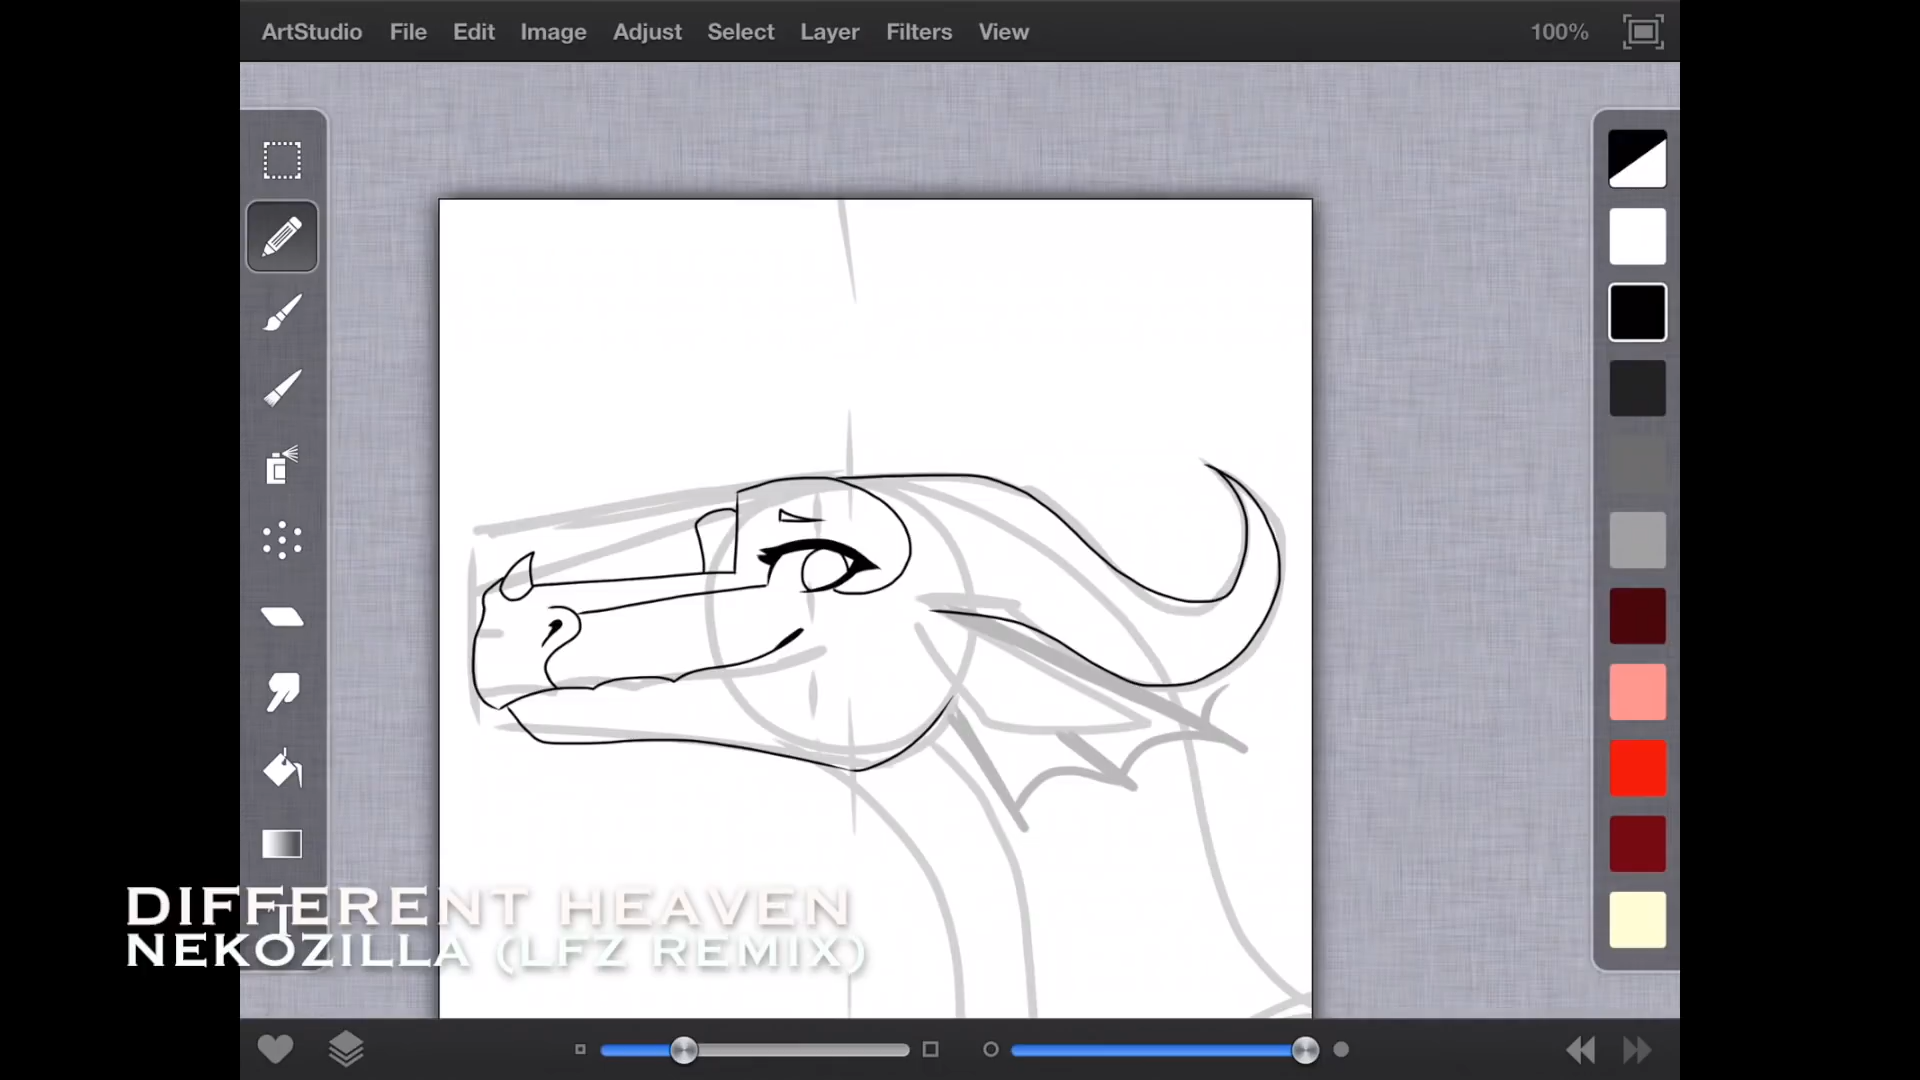 ArtStudio File Edit Image Adjust Select Layer Filters View 100%
T
DIFFERENT HEAVEN
NEKOZILLA (LFZ REMIX)